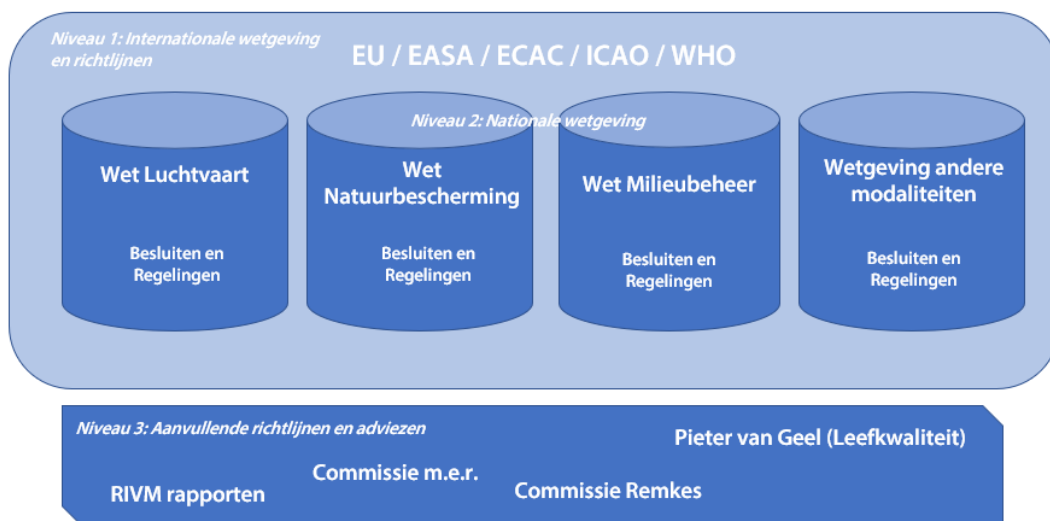 Niveau 1: Internationale wetgeving
en richtlijnen
EU / EASA / ECAC / ICAO / WHO
Niveau 2: Nationale wetgeving
Wet Luchtvaart
Besluiten en
Regelingen
Wet
Natuurbescherming
Besluiten en
Regelingen
Wet Milieubeheer
Besluiten en
Regelingen
Wetgeving andere
modaliteiten
Besluiten en
Regelingen
Niveau 3: Aanvullende richtlijnen en adviezen
Pieter van Geel (Leefkwaliteit)
Commissie m.e.r.
RIVM rapporten
Commissie Remkes